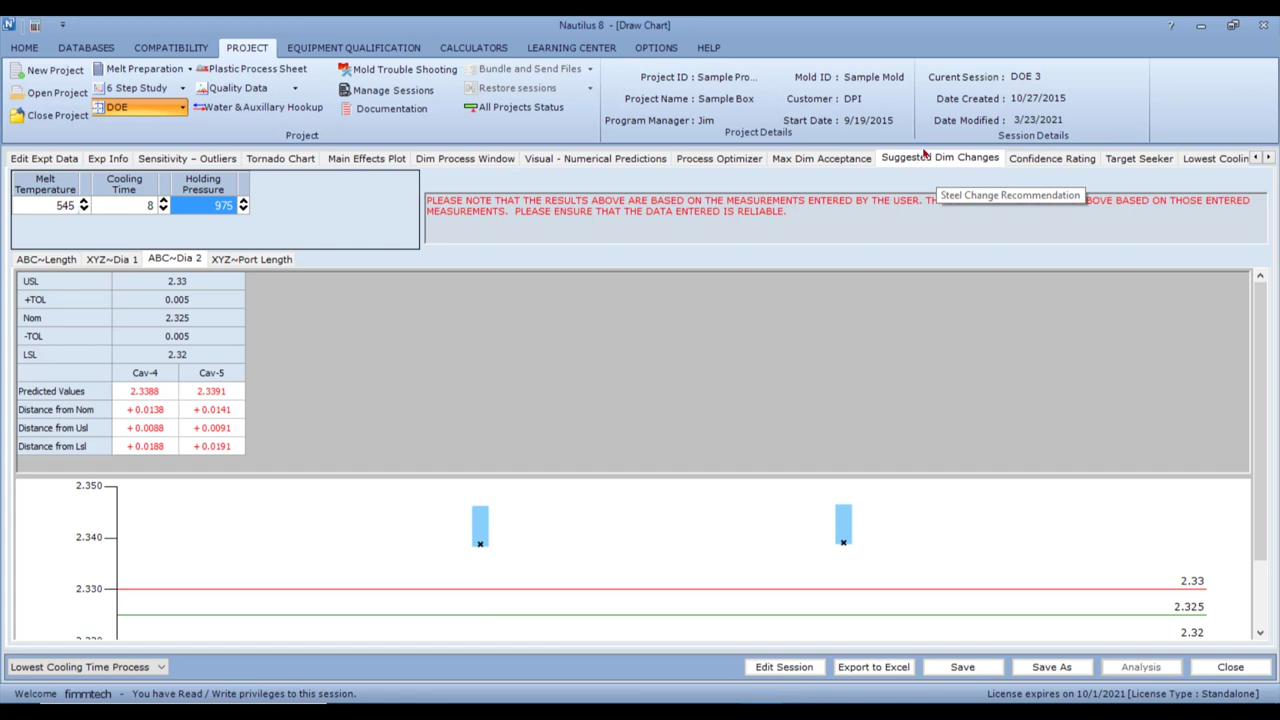 Nautilus 8 - [Draw Chart]
HOME DATABASES COMPATIBILITY PROJECT EQUIPMENT QUALIFICATION CALCULATORS LEARNING CENTER OPTIONS HELP
New Project Melt Preparation Plastic Process Sheet Mold Trouble Shooting Bundle and Send Files Project ID : Sample Pro... Mold ID : Sample Mold Curent Session : DOE 3
Open Project 6 Step Study Quality Data Manage Sessions Restore sessions Project Name : Sample Box Customer : DPI Date Created : 10/27/2015
Close Project DOE Water & Auxillary Hookup Documentation All Projects Status Program Manager : Jim Start Date : 9/19/2015 Date Modified : 3/23/2021
Project Project Details Session Details
Edit Expt Data Exp Info Sensitivity - Outliers Tornado Chart Main Effects Plot Dim Process Window Visual - Numerical Predictions Process Optimizer Max Dim Acceptance Suggested Dim Changes Confidence Rating Target Seeker Lowest Coolin
Melt Temperature Cooling Time Holding Pressure
545 8 975
Steel Change Recommendation
PLEASE NOTE THAT THE RESULTS ABOVE ARE BASED ON THE MEASUREMENTS ENTERED BY THE USER. BOVE BASED ON THOSE ENTERED
MEASUREMENTS. PLEASE ENSURE THAT THE DATA ENTERED IS RELIABLE.
ABC~Length XYZ~Dia 1 ABC~Dia 2 XYZ~Port Length
USL 2.33
+TOL 0.005
Nom 2.325
-TOL 0.005
LSL 2.32
Cav-4 Cav-5
Predicted Values 2.3388 2.3391
Distance from Nom +0.0138 +0.0141
Distance from Usl +0.0088 +0.0091
Distance from Lsl +0.0188 +0.0191
2.350
2.340
2.330 2.33
2.325
2.32
Lowest Cooling Time Process Edit Session Export to Excel Save Save As Analysis Close
Welcome fimmtech - You have Read / Write privileges to this session. License expires on 10/1/2021 [License Type : Standalone]